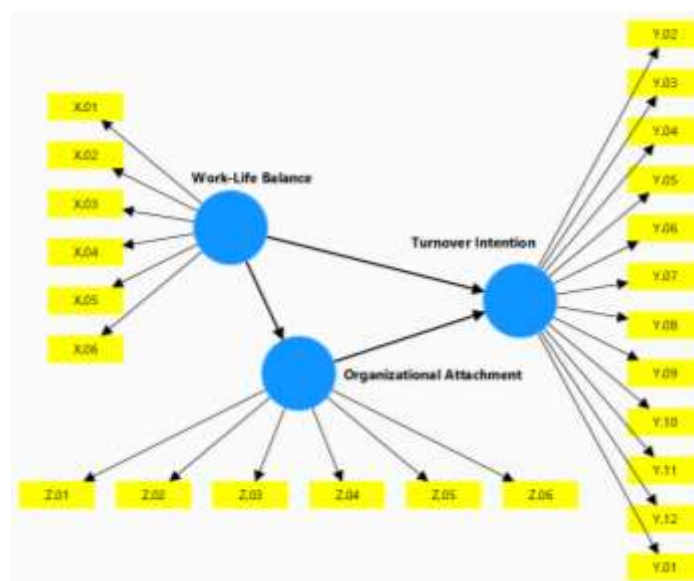 Y.02
X.01
Y.03
Y.04
X.02
Work-Life Balance
Y.05
X.03
Y.06
Turnover Intention
X.04
Y.07
X.05
Y.08
X.06
Organizational Attachment
Y.09
Y.10
Y.11
Z.01 Z.02 Z.03 Z.04 Z.05 Z.06
Y.12
Y.01